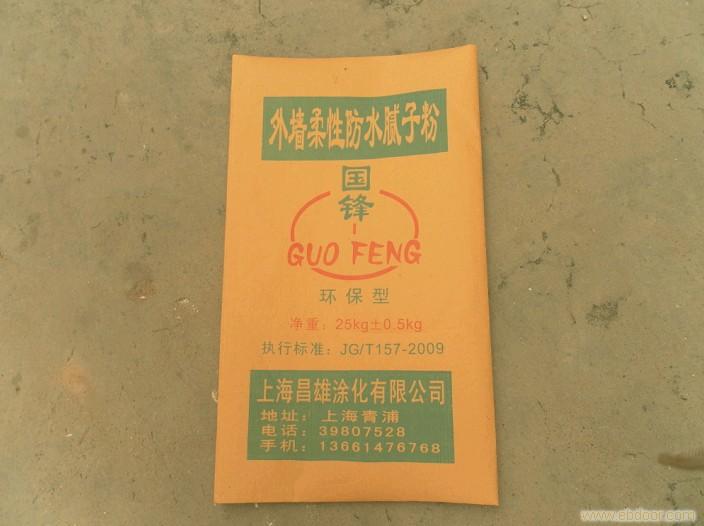 外墙柔性防水腻子粉
国
锋
GUO FENG
环保型
净重：25kg±0.5kg
执行标准：JG/T157-2009
上海昌雄涂化有限公司
地址：上海青浦
电话：39807528
手机：13661476768
www.ebdoor.com